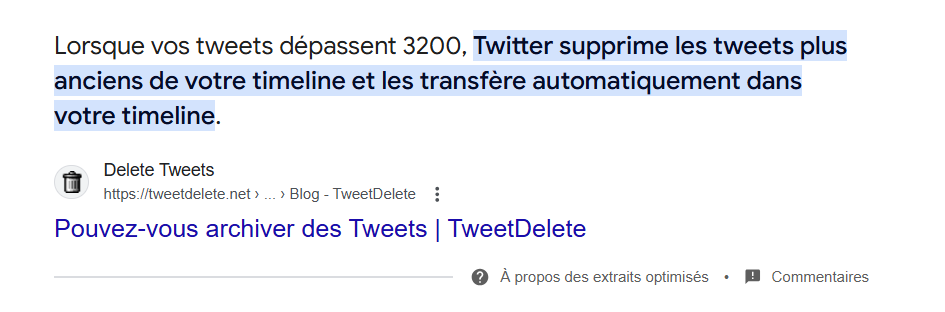 Lorsque vos tweets dépassent 3200, Twitter supprime les tweets plus
anciens de votre timeline et les transfère automatiquement dans
votre timeline.
Delete Tweets
https://tweetdelete.net › ... › Blog - TweetDelete
Pouvez-vous archiver des Tweets | TweetDelete
À propos des extraits optimisés • Commentaires